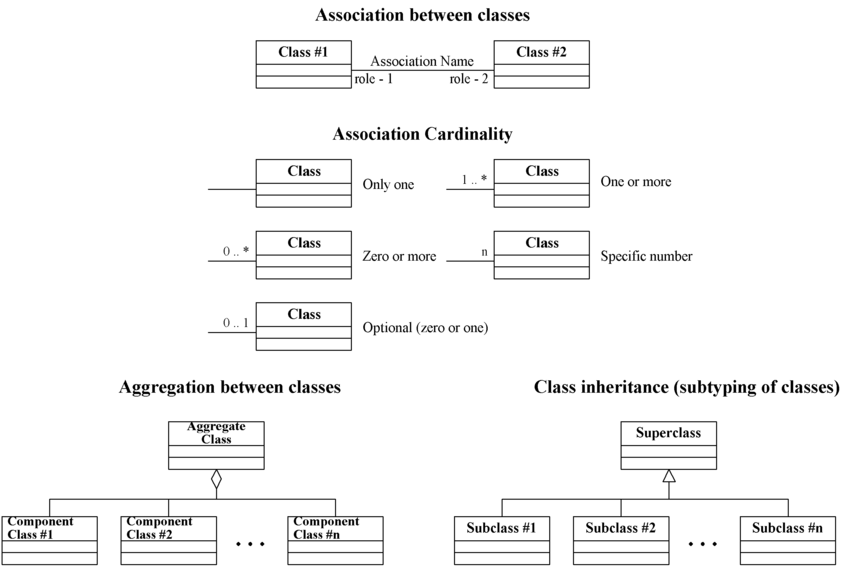 Association between classes
Class #1
Association Name
Class #2
role - 1
role - 2
Association Cardinality
Class
Only one
1 .. *
Class
One or more
0 .. *
Class
Zero or more
n
Class
Specific number
0 .. 1
Class
Optional (zero or one)
Aggregation between classes
Class inheritance (subtyping of classes)
Aggregate
Class
Superclass
Component
Class #1
Component
Class #2
• • •
Component
Class #n
Subclass #1
Subclass #2
• • •
Subclass #n